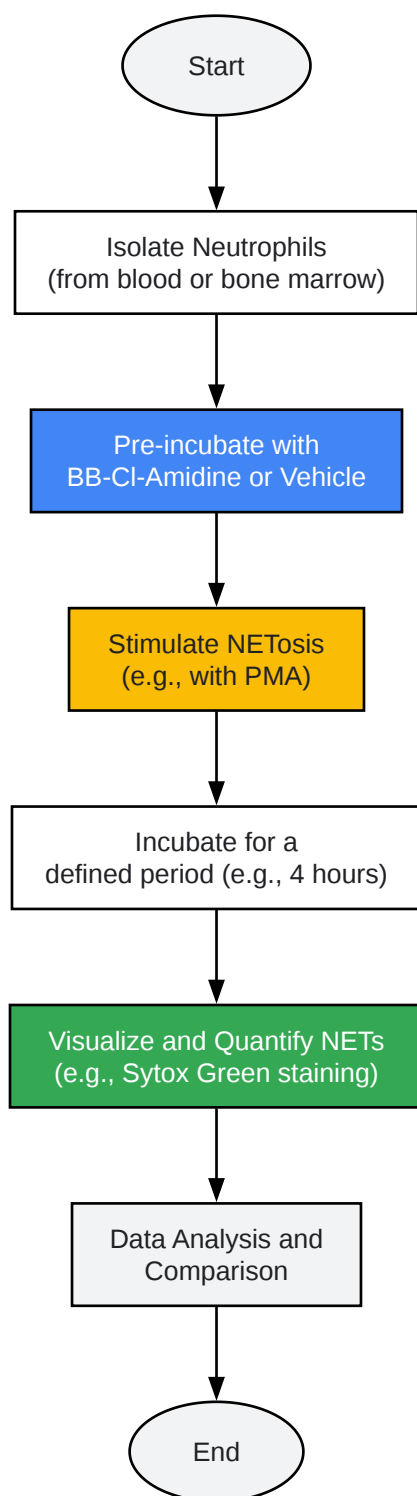 Start
Isolate Neutrophils
(from blood or bone marrow)
Pre-incubate with
BB-Cl-Amidine or Vehicle
Stimulate NETosis
(e.g., with PMA)
Incubate for a
defined period (e.g., 4 hours)
Visualize and Quantify NETs
(e.g., Sytox Green staining)
Data Analysis and
Comparison
End